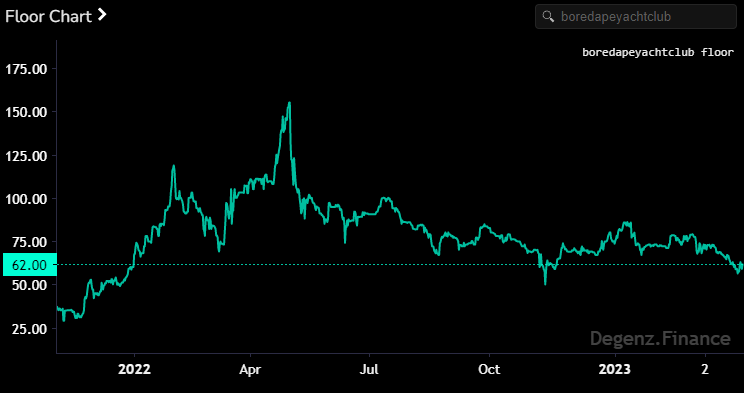 Floor Chart
boredapeyachtclub
boredapeyachtclub floor
175.00
150.00
125.00
100.00
75.00
62.00
50.00
25.00
Degenz.Finance
2022 Apr Jul Oct 2023 2